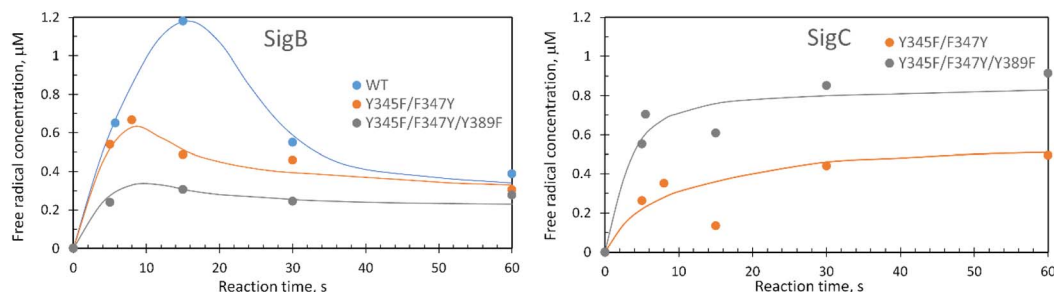 SigB
Free radical concentration, µM
1.2
1
0.8
0.6
0.4
0.2
0
0 10 20 30 40 50 60
Reaction time, s
WT
Y345F/F347Y
Y345F/F347Y/Y389F
SigC
Free radical concentration, µM
1.2
1
0.8
0.6
0.4
0.2
0
0 10 20 30 40 50 60
Reaction time, s
Y345F/F347Y
Y345F/F347Y/Y389F